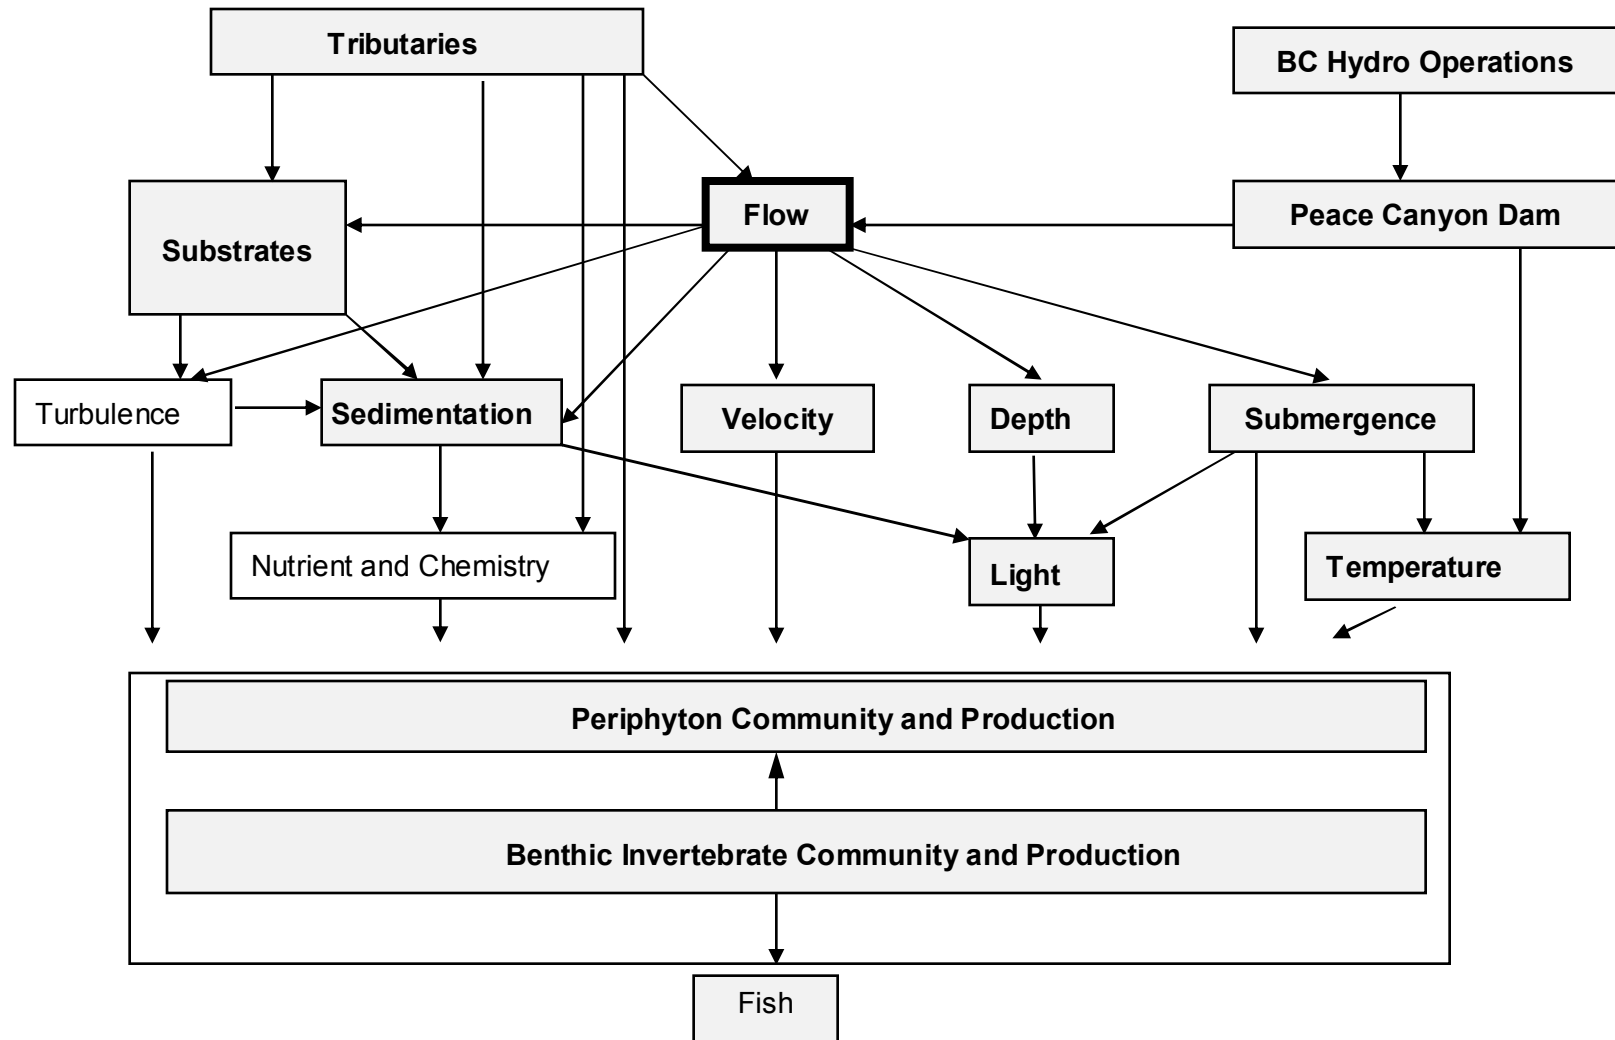 Tributaries
BC Hydro Operations
Flow
Peace Canyon Dam
Substrates
Turbulence
Sedimentation
Velocity
Depth
Submergence
Nutrient and Chemistry
Light
Temperature
Periphyton Community and Production
Benthic Invertebrate Community and Production
Fish